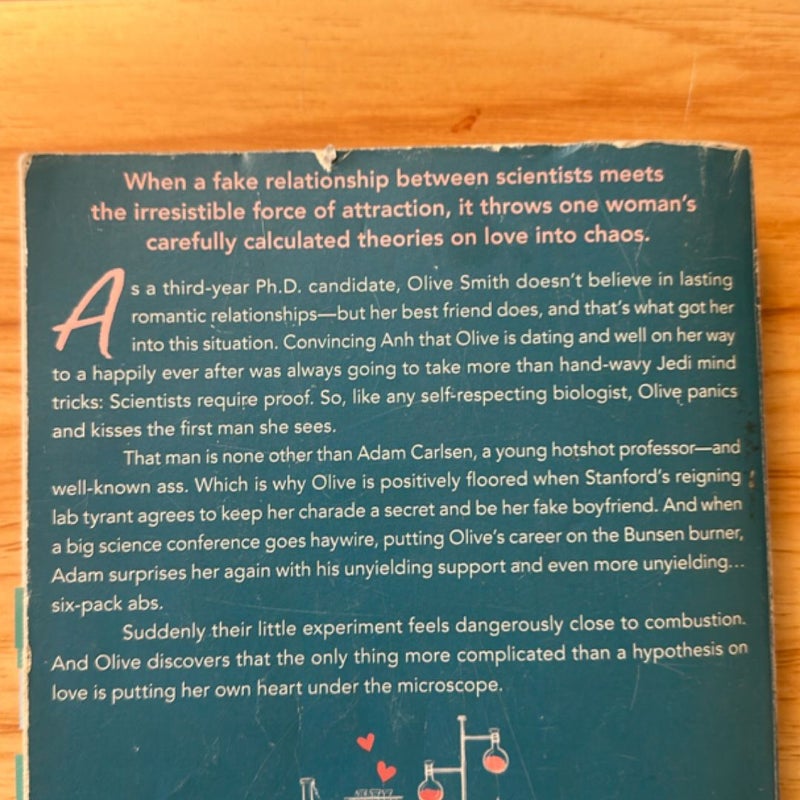 When a fake relationship between scientists meets
the irresistible force of attraction, it throws one woman's
carefully calculated theories on love into chaos.
As a third-year Ph.D. candidate, Olive Smith doesn't believe in lasting
romantic relationships—but her best friend does, and that's what got her
into this situation. Convincing Anh that Olive is dating and well on her way
to a happily ever after was always going to take more than hand-wavy Jedi mind
tricks: Scientists require proof. So, like any self-respecting biologist, Olive panics
and kisses the first man she sees.
That man is none other than Adam Carlsen, a young hotshot professor—and
well-known ass. Which is why Olive is positively floored when Stanford's reigning
lab tyrant agrees to keep her charade a secret and be her fake boyfriend. And when
a big science conference goes haywire, putting Olive's career on the Bunsen burner,
Adam surprises her again with his unyielding support and even more unyielding...
six-pack abs.
Suddenly their little experiment feels dangerously close to combustion.
And Olive discovers that the only thing more complicated than a hypothesis on
love is putting her own heart under the microscope.